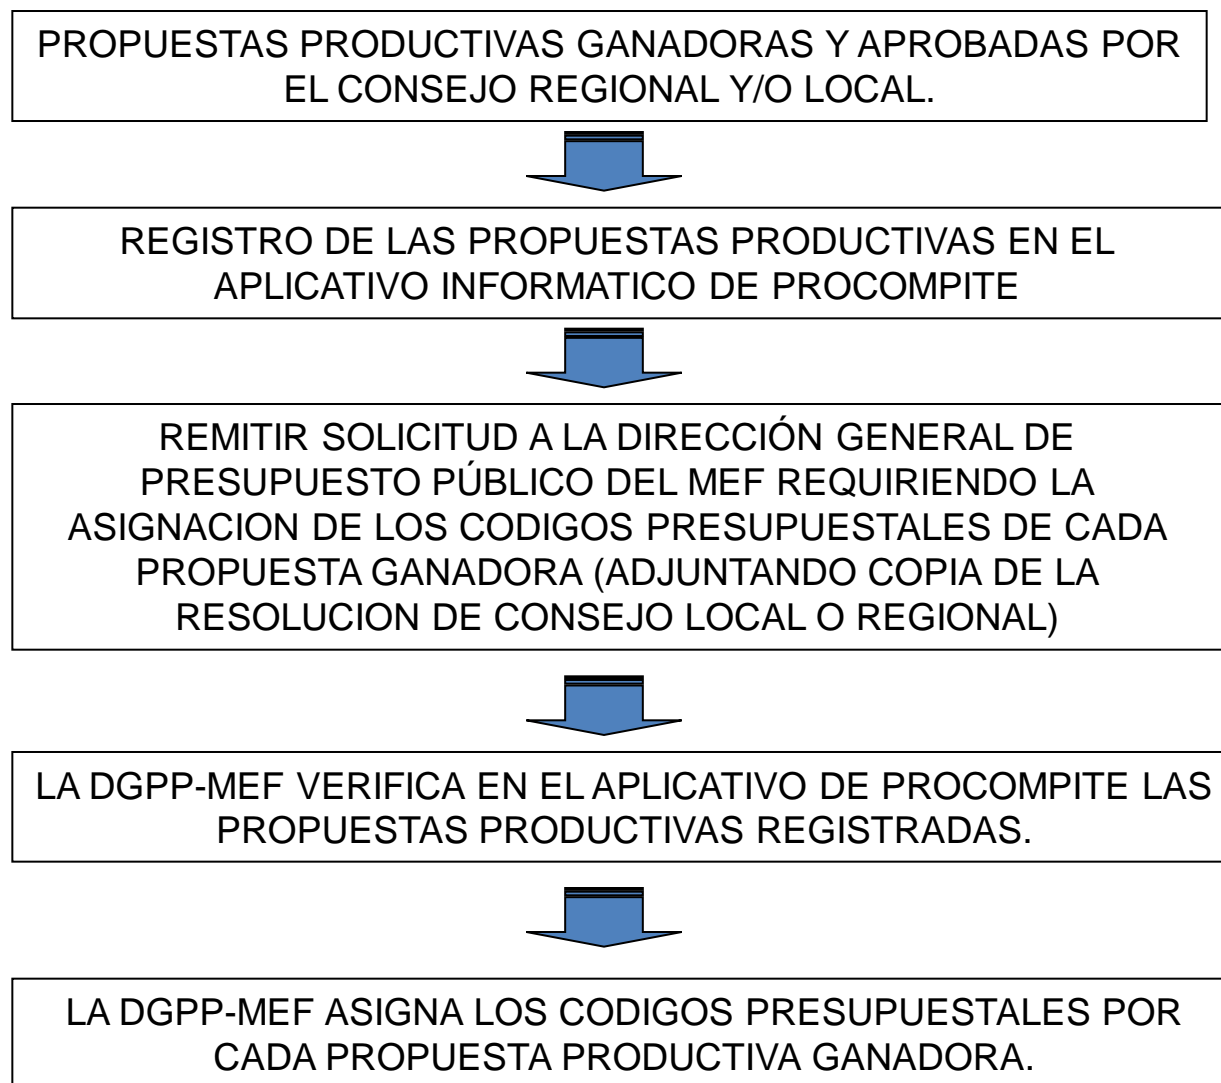 PROPUESTAS PRODUCTIVAS GANADORAS Y APROBADAS POR
EL CONSEJO REGIONAL Y/O LOCAL.
REGISTRO DE LAS PROPUESTAS PRODUCTIVAS EN EL
APLICATIVO INFORMATICO DE PROCOMPITE
REMITIR SOLICITUD A LA DIRECCIÓN GENERAL DE
PRESUPUESTO PÚBLICO DEL MEF REQUIRIENDO LA
ASIGNACION DE LOS CODIGOS PRESUPUESTALES DE CADA
PROPUESTA GANADORA (ADJUNTANDO COPIA DE LA
RESOLUCION DE CONSEJO LOCAL O REGIONAL)
LA DGPP-MEF VERIFICA EN EL APLICATIVO DE PROCOMPITE LAS
PROPUESTAS PRODUCTIVAS REGISTRADAS.
LA DGPP-MEF ASIGNA LOS CODIGOS PRESUPUESTALES POR
CADA PROPUESTA PRODUCTIVA GANADORA.